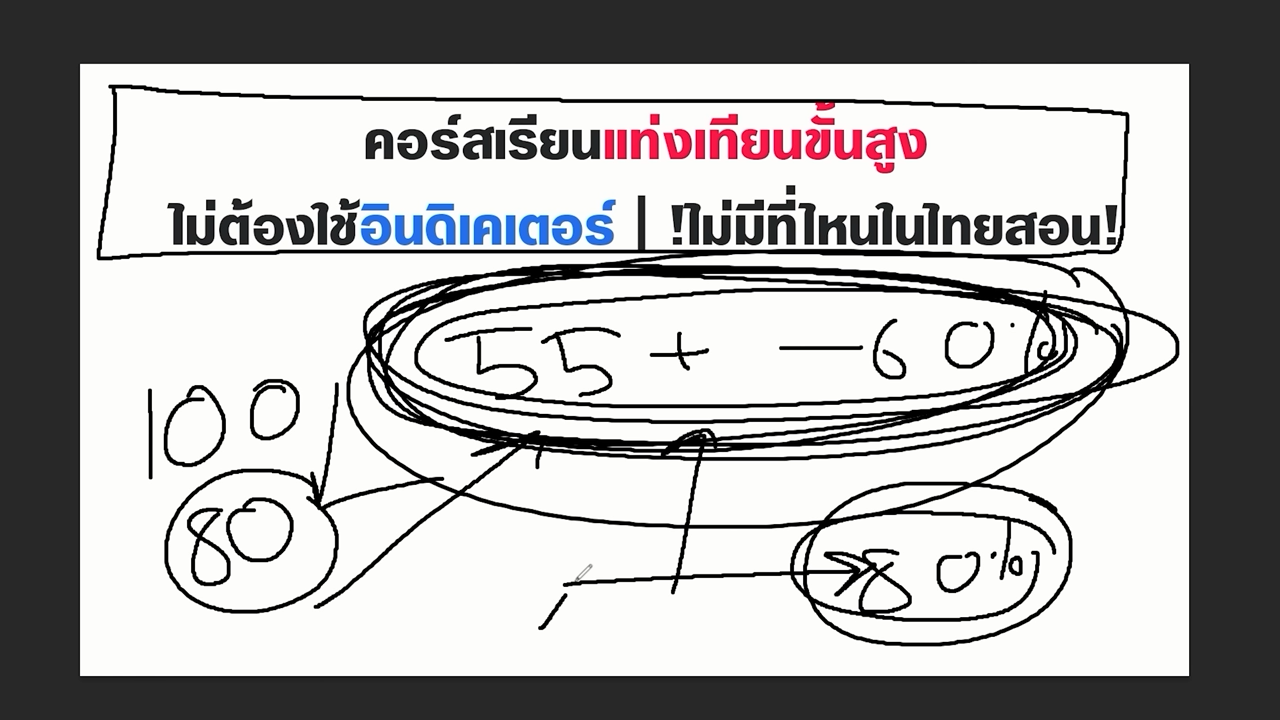 คอร์สเรียนแท่งเทียนขั้นสูง
ไม่ต้องใช้อินดิเคเตอร์ | !ไม่มีที่ไหนในไทยสอน!
55 + — 60%
100
80
80%